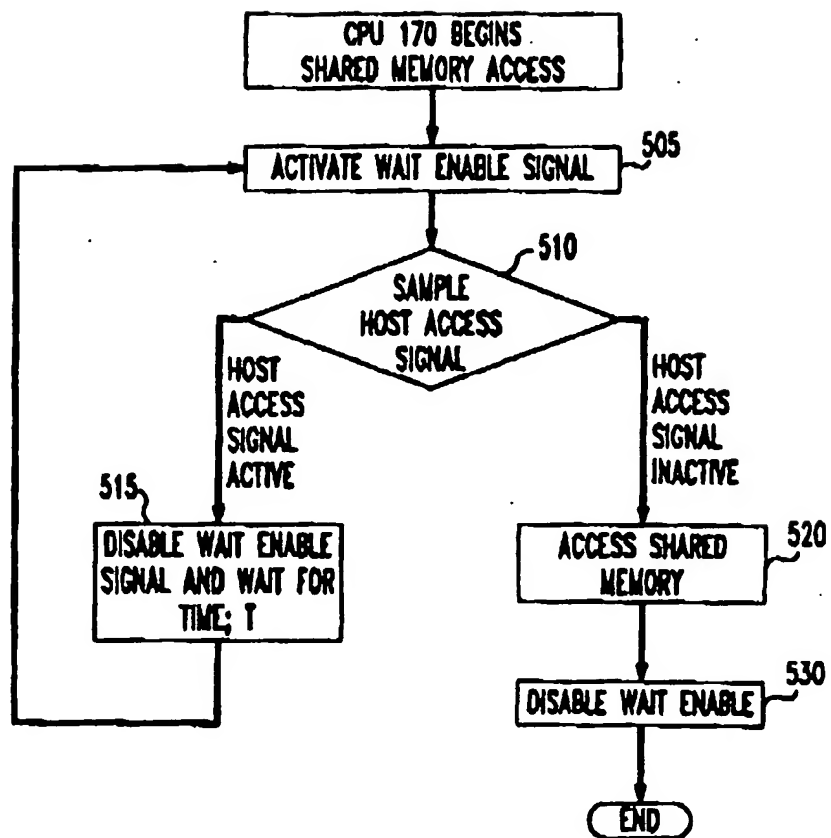 CPU 170 BEGINS
SHARED MEMORY ACCESS
505
ACTIVATE WAIT ENABLE SIGNAL
510
SAMPLE
HOST ACCESS
SIGNAL
HOST
ACCESS
SIGNAL
ACTIVE
HOST
ACCESS
SIGNAL
INACTIVE
515
DISABLE WAIT ENABLE
SIGNAL AND WAIT FOR
TIME; T
520
ACCESS SHARED
MEMORY
530
DISABLE WAIT ENABLE
END